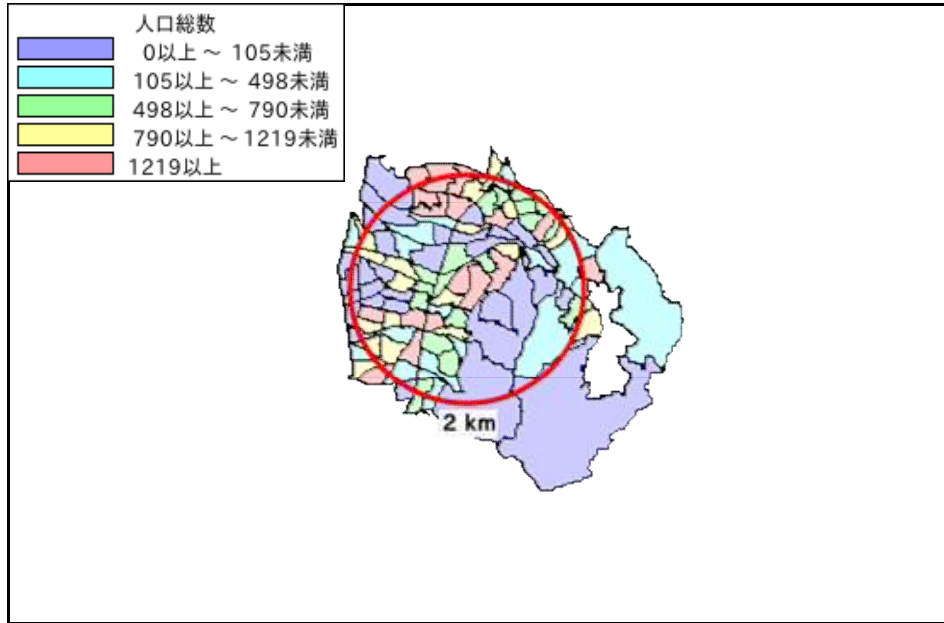 人口総数
0以上 ～ 105未満
105以上 ～ 498未満
498以上 ～ 790未満
790以上 ～ 1219未満
1219以上
2 km